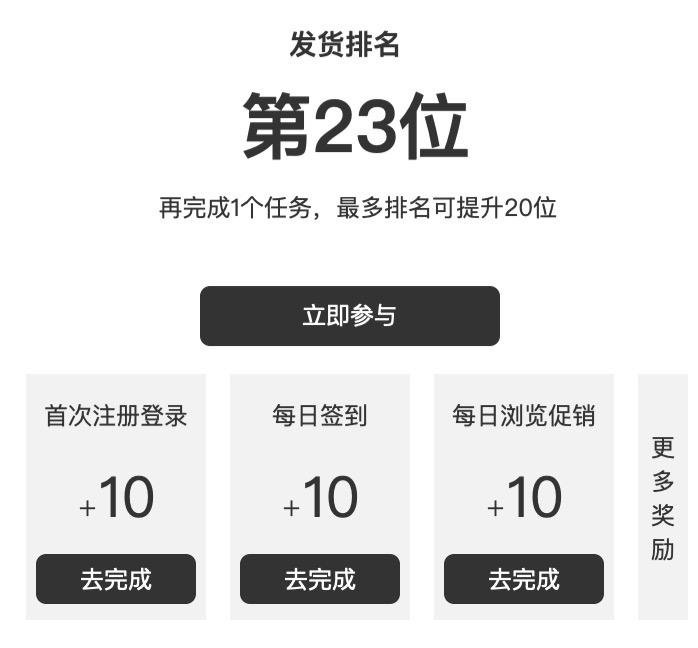 发货排名
第23位
再完成1个任务，最多排名可提升20位
立即参与
首次注册登录
+10
去完成
每日签到
+10
去完成
每日浏览促销
+10
去完成
更多奖励